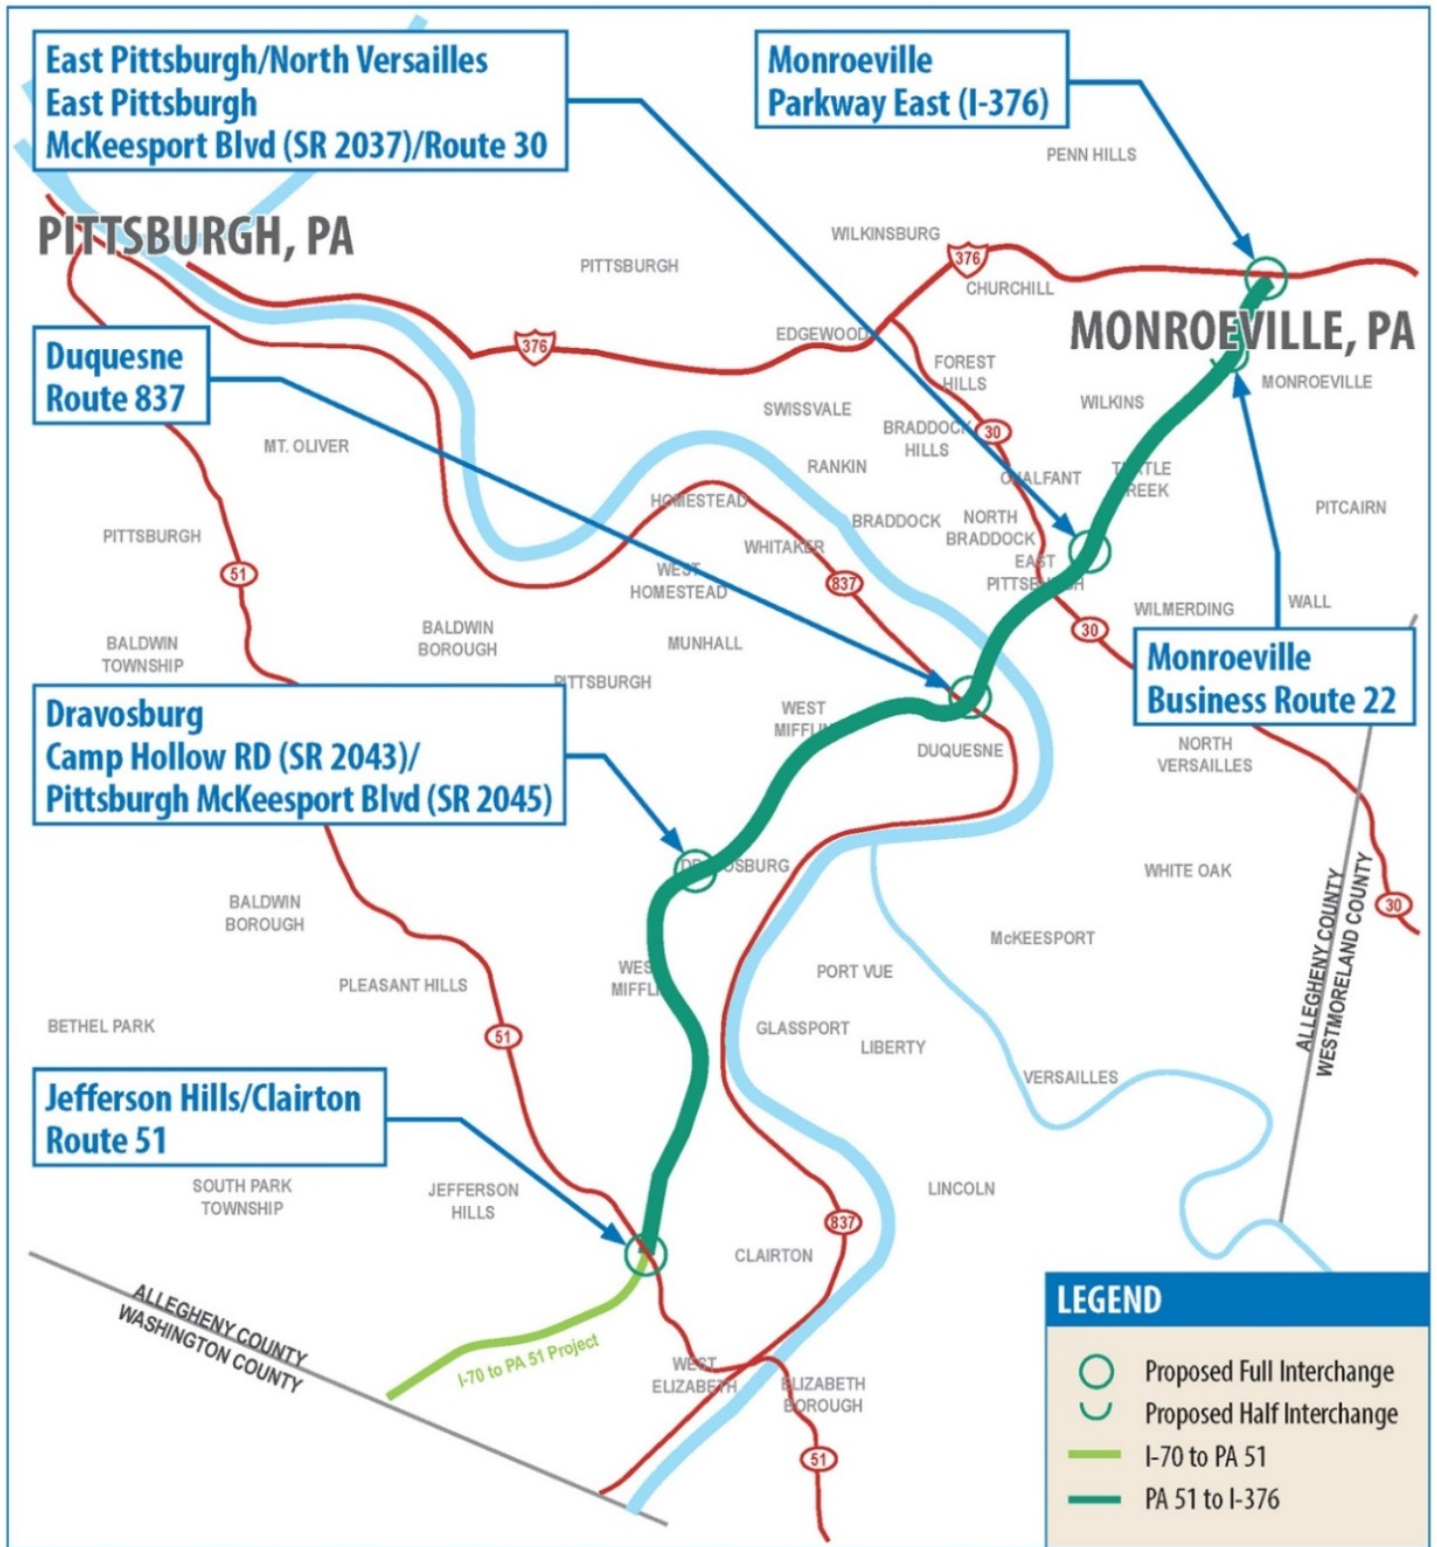 East Pittsburgh/North Versailles
East Pittsburgh
McKeesport Blvd (SR 2037)/Route 30
Monroeville
Parkway East (I-376)
PENN HILLS
PITTSBURGH, PA
WILKINSBURG
PITTSBURGH
376
CHURCHILL
MONROEVILLE, PA
EDGEWOOD
376
Duquesne
Route 837
FOREST
HILLS
MONROEVILLE
WILKINS
SWISSVALE
BRADDOCK
HILLS
30
MT. OLIVER
RANKIN
CHALFANT
TURTLE
CREEK
HOMESTEAD
PITCAIRN
BRADDOCK
NORTH
BRADDOCK
PITTSBURGH
WHITAKER
EAST
PITTSBURGH
51
WEST
HOMESTEAD
837
WILMERDING
WALL
30
BALDWIN
BOROUGH
BALDWIN
TOWNSHIP
MUNHALL
Monroeville
Business Route 22
PITTSBURGH
Dravosburg
Camp Hollow RD (SR 2043)/
Pittsburgh McKeesport Blvd (SR 2045)
WEST
MIFFLIN
DUQUESNE
NORTH
VERSAILLES
DRAVOSBURG
WHITE OAK
30
BALDWIN
BOROUGH
McKEESPORT
ALLEGHENY COUNTY
WESTMORELAND COUNTY
WEST
MIFFLIN
PORT VUE
PLEASANT HILLS
BETHEL PARK
51
GLASSPORT
LIBERTY
VERSAILLES
Jefferson Hills/Clairton
Route 51
SOUTH PARK
TOWNSHIP
JEFFERSON
HILLS
LINCOLN
837
CLAIRTON
ALLEGHENY COUNTY
WASHINGTON COUNTY
I-70 to PA 51 Project
WEST
ELIZABETH
ELIZABETH
BOROUGH
51
LEGEND
Proposed Full Interchange
Proposed Half Interchange
I-70 to PA 51
PA 51 to I-376